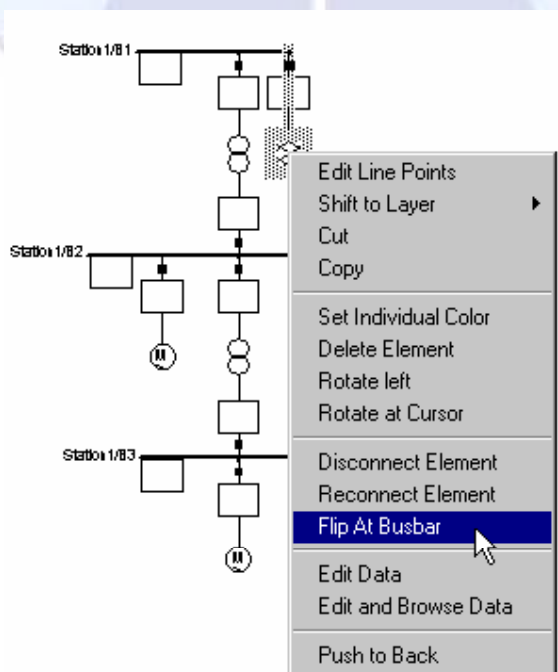 Station 1/B1
Station 1/B2
M
Station 1/B3
M
Edit Line Points
Shift to Layer
Cut
Copy
Set Individual Color
Delete Element
Rotate left
Rotate at Cursor
Disconnect Element
Reconnect Element
Flip At Busbar
Edit Data
Edit and Browse Data
Push to Back